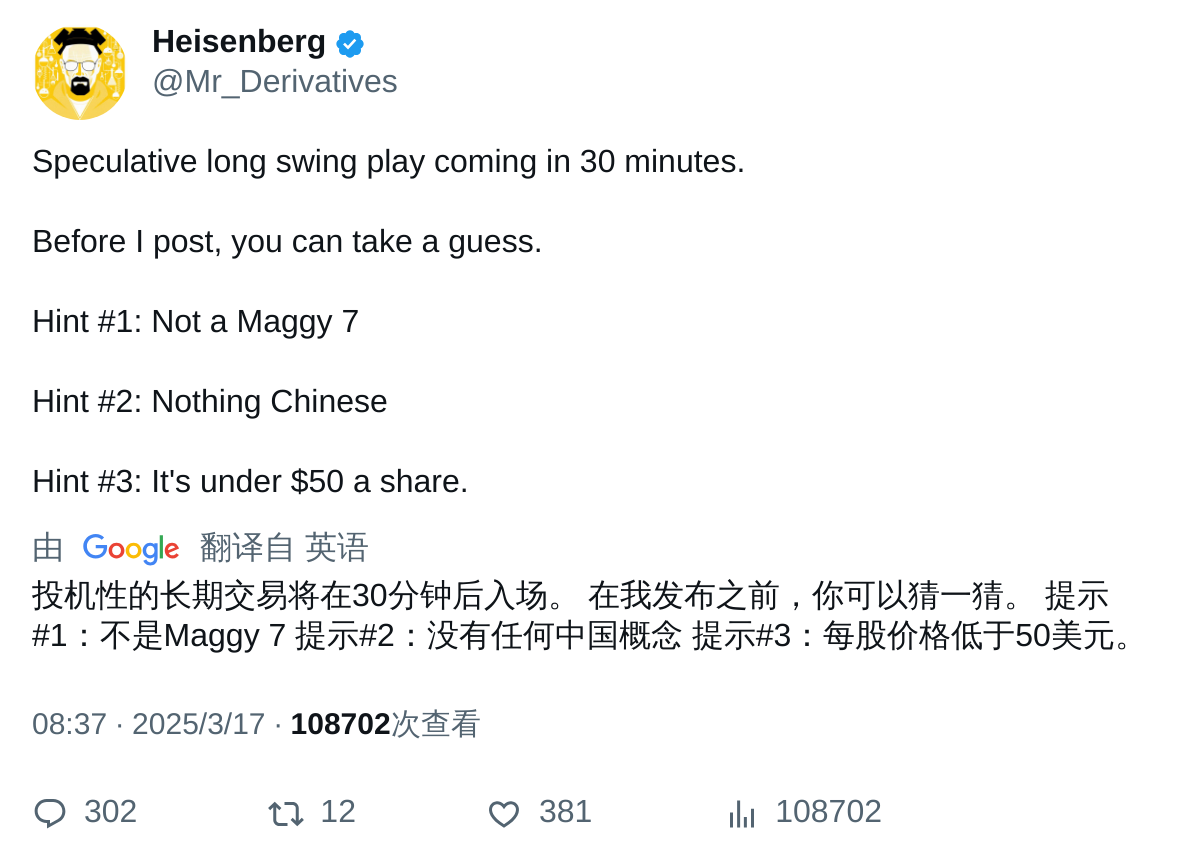 Heisenberg
@Mr_Derivatives
Speculative long swing play coming in 30 minutes.
Before I post, you can take a guess.
Hint #1: Not a Maggy 7
Hint #2: Nothing Chinese
Hint #3: It's under $50 a share.
由 Google 翻译自 英语
投机性的长期交易将在30分钟后入场。 在我发布之前，你可以猜一猜。 提示
#1：不是Maggy 7 提示#2：没有任何中国概念 提示#3：每股价格低于50美元。
08:37 · 2025/3/17 · 108702次查看
302 12 381 108702